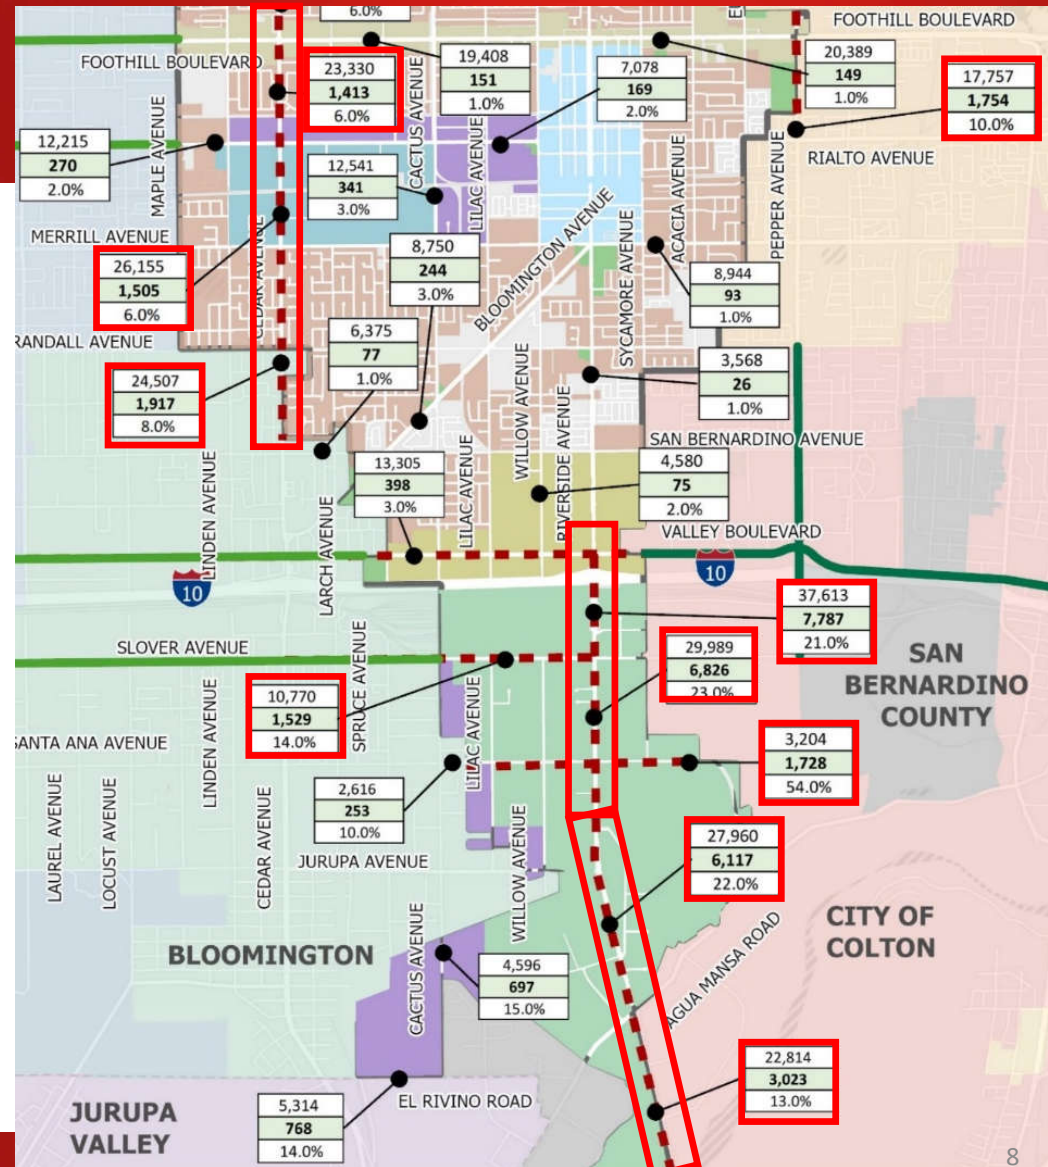 6.0%
FOOTHILL BOULEVARD
FOOTHILL BOULEVARD
23,330
1,413
6.0%
19,408
151
1.0%
CACTUS AVENUE
7,078
169
2.0%
20,389
149
1.0%
17,757
1,754
10.0%
12,215
270
2.0%
MAPLE AVENUE
12,541
341
3.0%
LILAC AVENUE
RIALTO AVENUE
PEPPER AVENUE
ACACIA AVENUE
MERRILL AVENUE
26,155
1,505
6.0%
CEDAR AVENUE
8,750
244
3.0%
BLOOMINGTON AVENUE
SYCAMORE AVENUE
8,944
93
1.0%
RANDALL AVENUE
6,375
77
1.0%
24,507
1,917
8.0%
3,568
26
1.0%
WILLOW AVENUE
RIVERSIDE AVENUE
SAN BERNARDINO AVENUE
LINDEN AVENUE
LARCH AVENUE
13,305
398
3.0%
LILAC AVENUE
4,580
75
2.0%
VALLEY BOULEVARD
10
10
37,613
7,787
21.0%
SLOVER AVENUE
SPRUCE AVENUE
29,989
6,826
23.0%
SAN
BERNARDINO
COUNTY
10,770
1,529
14.0%
SANTA ANA AVENUE
LINDEN AVENUE
LILAC AVENUE
3,204
1,728
54.0%
2,616
253
10.0%
LAUREL AVENUE
LOCUST AVENUE
CEDAR AVENUE
JURUPA AVENUE
WILLOW AVENUE
27,960
6,117
22.0%
BLOOMINGTON
CACTUS AVENUE
CITY OF
COLTON
AGUA MANSA ROAD
4,596
697
15.0%
22,814
3,023
13.0%
JURUPA
VALLEY
5,314
768
14.0%
EL RIVINO ROAD
8